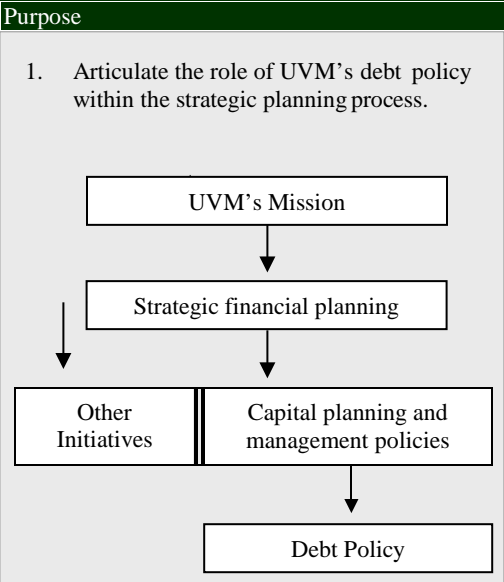 Purpose
1. Articulate the role of UVM's debt policy
within the strategic planning process.
UVM's Mission
Strategic financial planning
Other
Initiatives
Capital planning and
management policies
Debt Policy